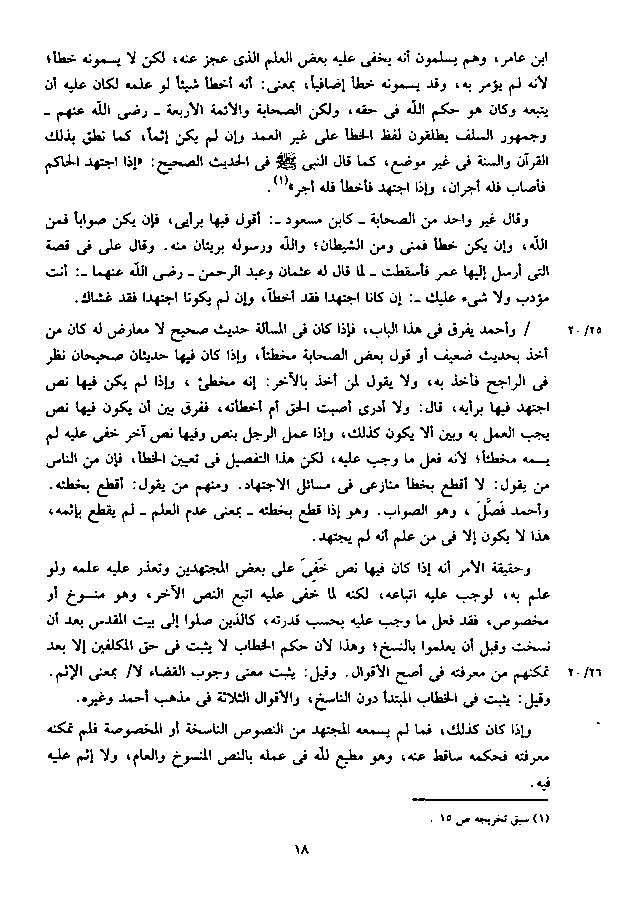 ابن عامر، وهم يسلمون أنه يخفى عليه بعض العلم الذى عجز عنه، لكن لا يسمونه خطأ؛
لأنه لم يؤمر به، وقد يسمونه خطأ إضافياً، بمعنى: أنه أخطأ شيئاً لو علمه لكان عليه أن
يتبعه وكان هو حكم الله فى حقه، ولكن الصحابة والأئمة الأربعة ـ رضى الله عنهم ـ
وجمهور السلف يطلقون لفظ الخطأ على غير العمد وإن لم يكن إثماً، كما نطق بذلك
القرآن والسنة فى غير موضع، كما قال النبى ﷺ فى الحديث الصحيح: «إذا اجتهد الحاكم
فأصاب فله أجران، وإذا اجتهد فأخطأ فله أجر»(١).
وقال غير واحد من الصحابة ـ كابن مسعود ـ: أقول فيها برأيى، فإن يكن صواباً فمن
الله، وإن يكن خطأ فمنى ومن الشيطان؛ والله ورسوله بريئان منه. وقال على فى قصة
التى أرسل إليها عمر فأسقطت ـ لما قال له عثمان وعبد الرحمن ـ رضى الله عنهما ـ: أنت
مؤدب ولا شىء عليك ـ: إن كانا اجتهدا فقد أخطآ، وإن لم يكونا اجتهدا فقد غشاك.
٢٠/٢٥ / وأحمد يفرق فى هذا الباب، فإذا كان فى المسألة حديث صحيح لا معارض له كان من
أخذ بحديث ضعيف أو قول بعض الصحابة مخطئاً، وإذا كان فيها حديثان صحيحان نظر
فى الراجح فأخذ به، ولا يقول لمن أخذ بالآخر: إنه مخطئ ، وإذا لم يكن فيها نص
اجتهد فيها برأيه، قال: ولا أدرى أصبت الحق أم أخطأته، ففرق بين أن يكون فيها نص
يجب العمل به وبين ألا يكون كذلك، وإذا عمل الرجل بنص وفيها نص آخر خفى عليه لم
يسمه مخطئاً؛ لأنه فعل ما وجب عليه، لكن هذا التفصيل فى تعيين الخطأ، فإن من الناس
من يقول: لا أقطع بخطأ منازعى فى مسائل الاجتهاد. ومنهم من يقول: أقطع بخطئه.
وأحمد فَصَّلَ ، وهو الصواب. وهو إذا قطع بخطئه ـ بمعنى عدم العلم ـ لم يقطع بإثمه،
هذا لا يكون إلا فى من علم أنه لم يجتهد.
وحقيقة الأمر أنه إذا كان فيها نص خَفِىَ على بعض المجتهدين وتعذر عليه علمه ولو
علم به، لوجب عليه اتباعه، لكنه لما خفى عليه اتبع النص الآخر، وهو منسوخ أو
مخصوص، فقد فعل ما وجب عليه بحسب قدرته، كالذين صلوا إلى بيت المقدس بعد أن
نسخت وقبل أن يعلموا بالنسخ؛ وهذا لأن حكم الخطاب لا يثبت فى حق المكلفين إلا بعد
٢٠/٢٦ تمكنهم من معرفته فى أصح الأقوال. وقيل: يثبت معنى وجوب القضاء لا/ بمعنى الإثم.
وقيل: يثبت فى الخطاب المبتدأ دون الناسخ، والأقوال الثلاثة فى مذهب أحمد وغيره.
وإذا كان كذلك، فما لم يسمعه المجتهد من النصوص الناسخة أو المخصوصة فلم تمكنه
معرفته فحكمه ساقط عنه، وهو مطيع لله فى عمله بالنص المنسوخ والعام، ولا إثم عليه
فيه.
(١) سبق تخريجه ص ١٥ .
١٨